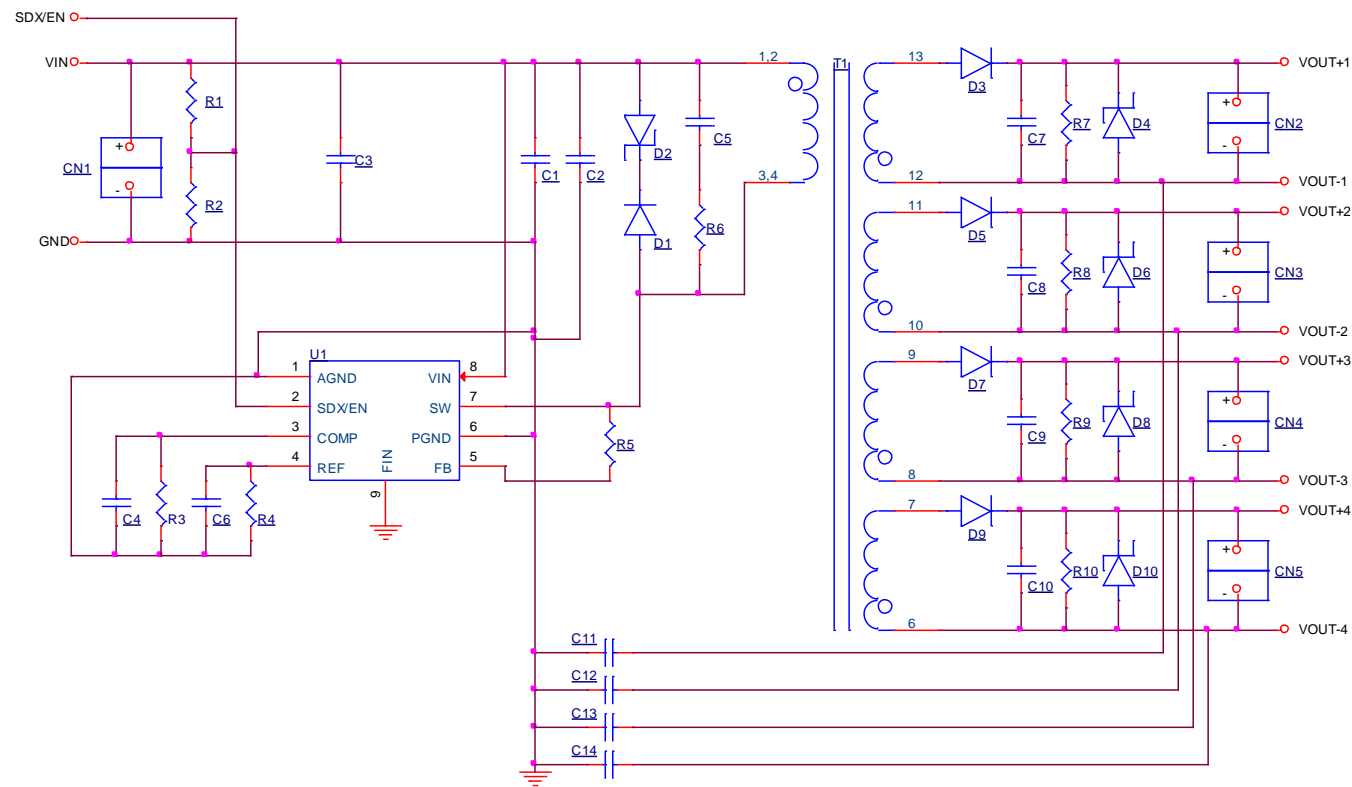 SDX/EN
VIN
1,2
T1
13
D3
VOUT+1
R1
C5
C7
R7
D4
+
-
CN2
+
-
CN1
C3
C1
C2
D2
3,4
12
VOUT-1
R2
11
VOUT+2
GND
D1
R6
D5
C8
R8
D6
+
-
CN3
10
VOUT-2
U1
1
AGND
VIN
8
9
VOUT+3
2
SDX/EN
SW
7
D7
3
COMP
PGND
6
R5
C9
R9
D8
+
-
CN4
4
REF
FIN
FB
5
8
VOUT-3
9
7
VOUT+4
C4
R3
C6
R4
D9
C10
R10
D10
+
-
CN5
6
VOUT-4
C11
C12
C13
C14